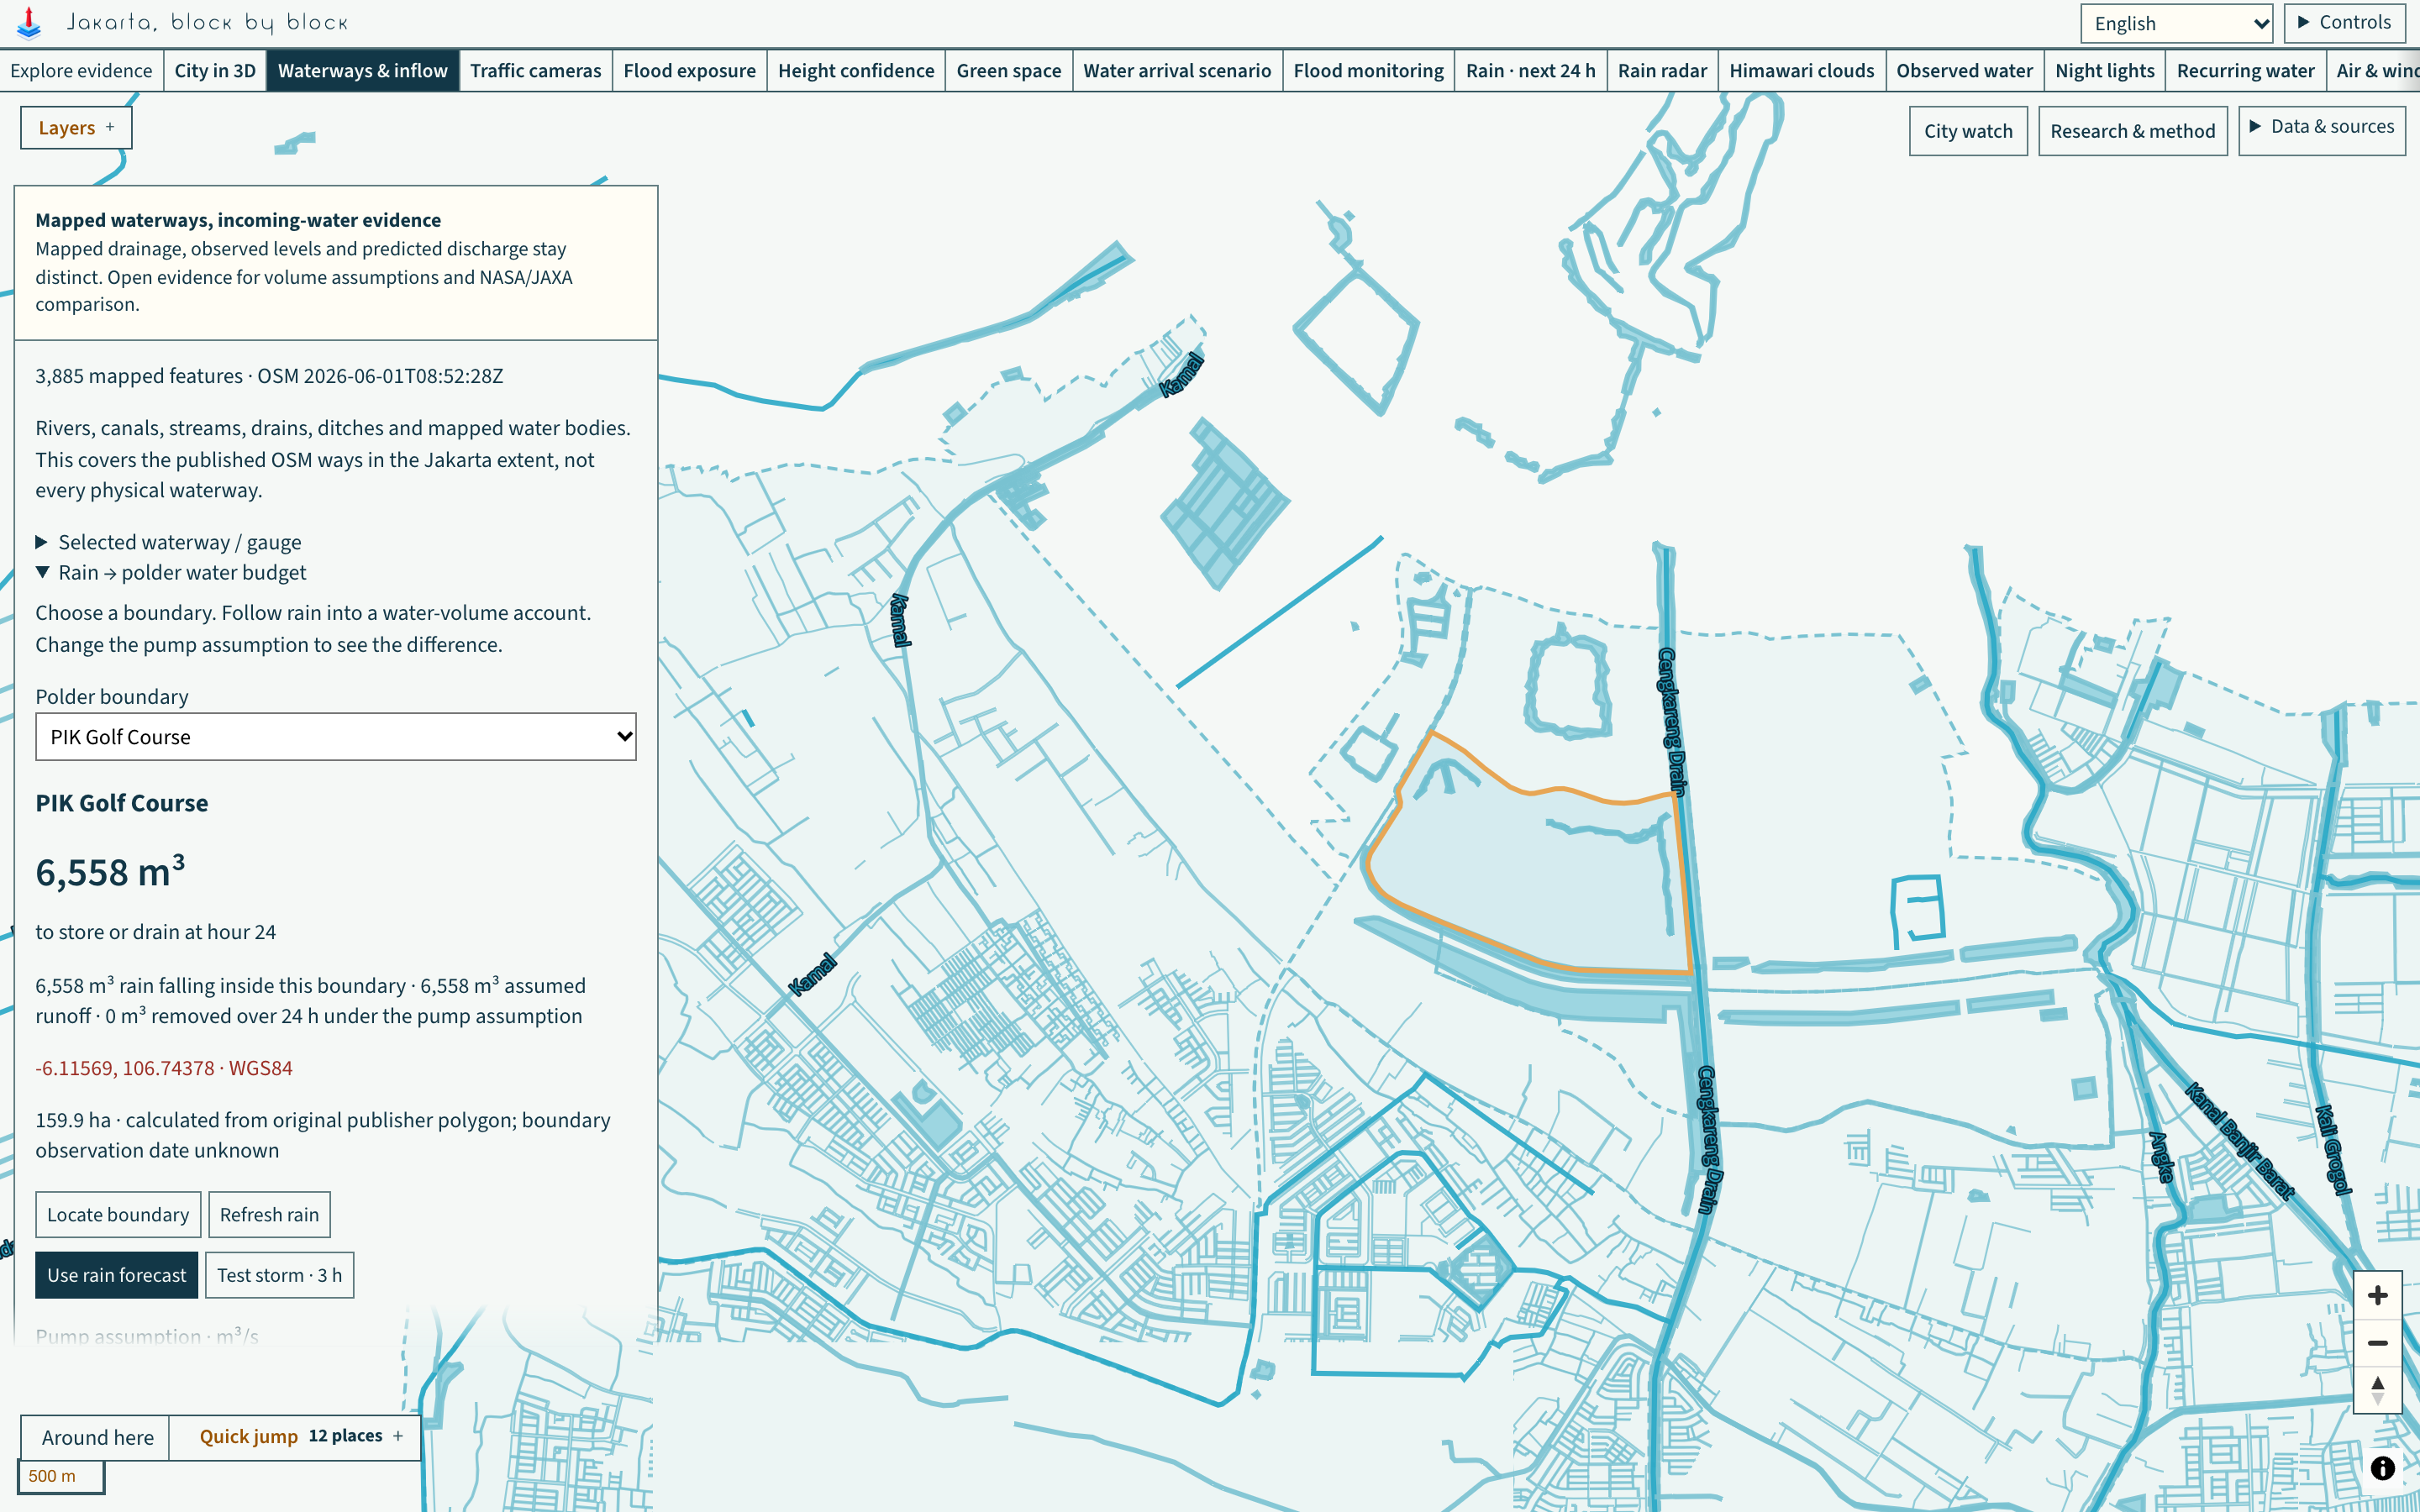 Jakarta, block by block
English
Controls
Explore evidence
City in 3D
Waterways & inflow
Traffic cameras
Flood exposure
Height confidence
Green space
Water arrival scenario
Flood monitoring
Rain · next 24 h
Rain radar
Himawari clouds
Observed water
Night lights
Recurring water
Air &
Layers +
City watch
Research & method
Data & sources
Mapped waterways, incoming-water evidence
Mapped drainage, observed levels and predicted discharge stay
distinct. Open evidence for volume assumptions and NASA/JAXA
comparison.
3,885 mapped features · OSM 2026-06-01T08:52:28Z
Rivers, canals, streams, drains, ditches and mapped water bodies.
This covers the published OSM ways in the Jakarta extent, not
every physical waterway.
Selected waterway / gauge
Rain → polder water budget
Choose a boundary. Follow rain into a water-volume account.
Change the pump assumption to see the difference.
Polder boundary
PIK Golf Course
PIK Golf Course
6,558 m³
to store or drain at hour 24
6,558 m³ rain falling inside this boundary · 6,558 m³ assumed
runoff · 0 m³ removed over 24 h under the pump assumption
-6.11569, 106.74378 · WGS84
159.9 ha · calculated from original publisher polygon; boundary
observation date unknown
Locate boundary
Refresh rain
Use rain forecast
Test storm · 3 h
Pump assumption · m³/s
Around here
Quick jump 12 places +
500 m
Kamal
Kamal
Kamal
Cengkareng Drain
Cengkareng Drain
Angke
Kanal Banjir Barat
Kali Grogol